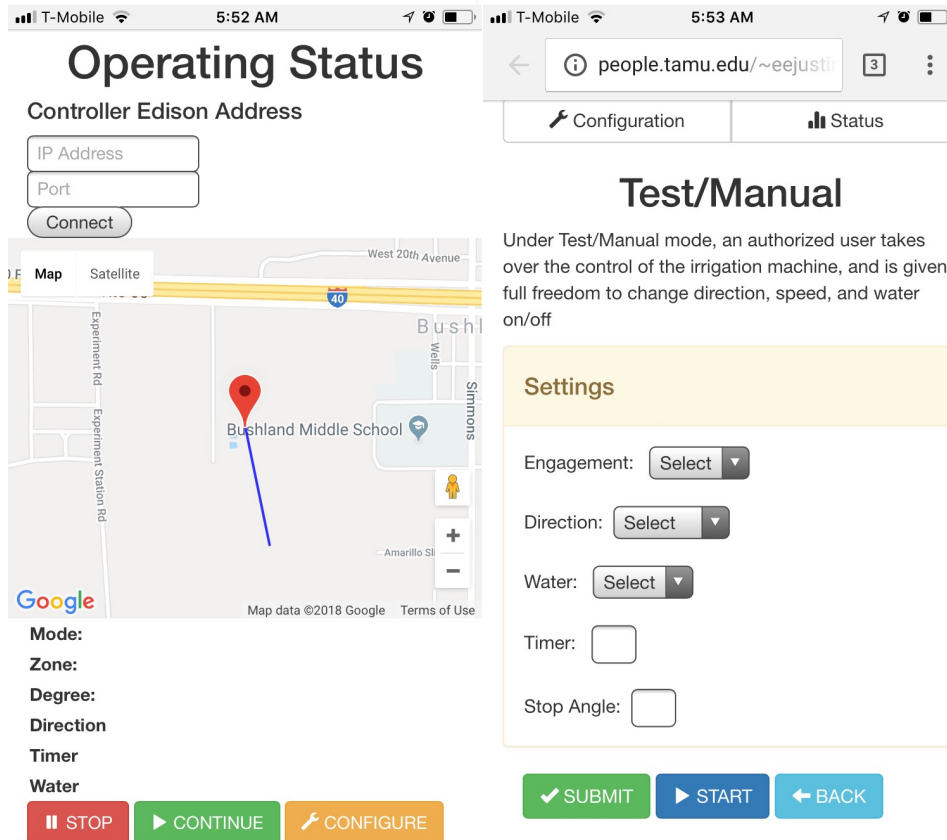 T-Mobile 5:52 AM
Operating Status
Controller Edison Address
IP Address
Port
Connect
Map Satellite
West 20th Avenue
40
Experiment Rd
Experiment Station Rd
Wells
Simmons
Bushland Middle School
Google
Map data ©2018 Google Terms of Use
Mode:
Zone:
Degree:
Direction
Timer
Water
STOP CONTINUE CONFIGURE
T-Mobile 5:53 AM
people.tamu.edu/~eejustin
3
Configuration Status
Test/Manual
Under Test/Manual mode, an authorized user takes
over the control of the irrigation machine, and is given
full freedom to change direction, speed, and water
on/off
Settings
Engagement: Select
Direction: Select
Water: Select
Timer:
Stop Angle:
SUBMIT START BACK